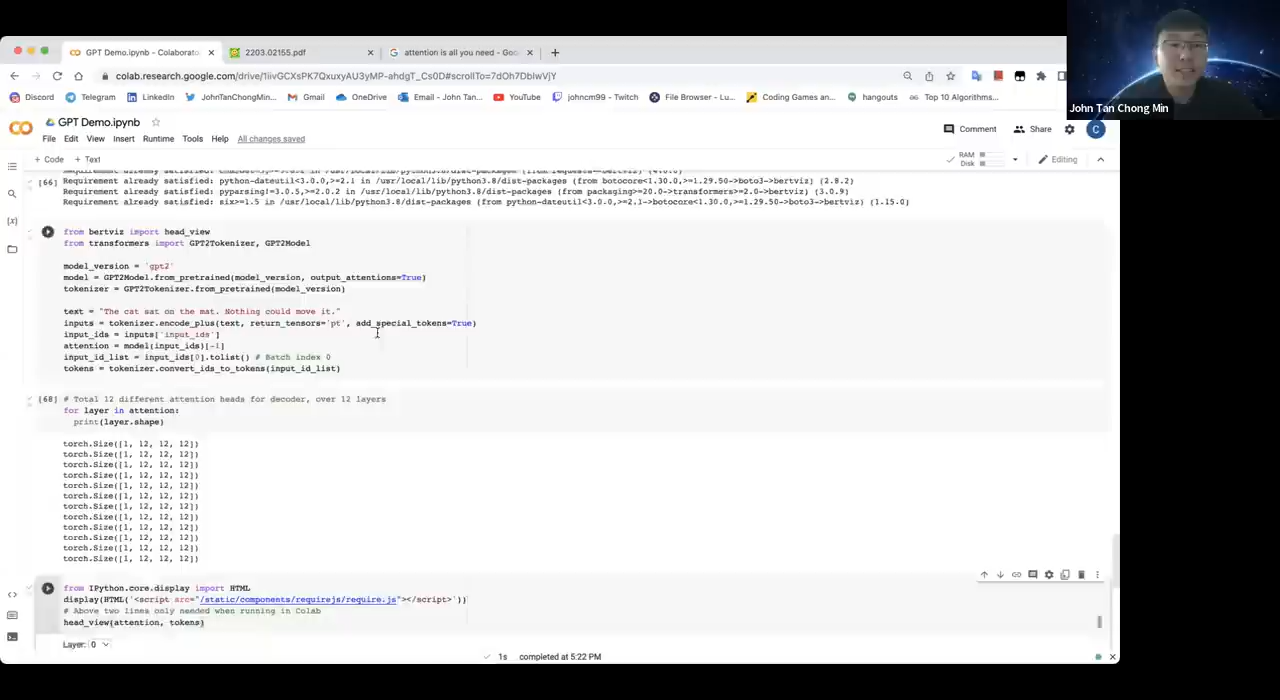 GPT Demo.ipynb - Colaborato
2203.02155.pdf
attention is all you need - Goo
colab.research.google.com/drive/1iivGCXsPK7QxuxyAU3yMP-ahdgT_Cs0D#scrollTo=7dOh7DbIwVjY
John Tan Chong Min
Discord
Telegram
LinkedIn
JohnTanChongMin...
Gmail
OneDrive
Email - John Tan...
YouTube
johncm99 - Twitch
File Browser - Lu...
Coding Games an...
hangouts
Top 10 Algorithms...
GPT Demo.ipynb
File Edit View Insert Runtime Tools Help All changes saved
Comment
Share
C
+ Code + Text
RAM
Disk
Editing
[66] Requirement already satisfied: python-dateutil<3.0.0,>=2.1 in /usr/local/lib/python3.8/dist-packages (from botocore<1.30.0,>=1.29.50->boto3->bertviz) (2.8.2)
Requirement already satisfied: pyparsing!=3.0.5,>=2.0.2 in /usr/local/lib/python3.8/dist-packages (from packaging>=20.0->transformers>=2.0->bertviz) (3.0.9)
Requirement already satisfied: six>=1.5 in /usr/local/lib/python3.8/dist-packages (from python-dateutil<3.0.0,>=2.1->botocore<1.30.0,>=1.29.50->boto3->bertviz) (1.15.0)
from bertviz import head_view
from transformers import GPT2Tokenizer, GPT2Model
model_version = 'gpt2'
model = GPT2Model.from_pretrained(model_version, output_attentions=True)
tokenizer = GPT2Tokenizer.from_pretrained(model_version)
text = "The cat sat on the mat. Nothing could move it."
inputs = tokenizer.encode_plus(text, return_tensors='pt', add_special_tokens=True)
input_ids = inputs['input_ids']
attention = model(input_ids)[-1]
input_id_list = input_ids[0].tolist() # Batch index 0
tokens = tokenizer.convert_ids_to_tokens(input_id_list)
[68] # Total 12 different attention heads for decoder, over 12 layers
for layer in attention:
print(layer.shape)
torch.Size([1, 12, 12, 12])
torch.Size([1, 12, 12, 12])
torch.Size([1, 12, 12, 12])
torch.Size([1, 12, 12, 12])
torch.Size([1, 12, 12, 12])
torch.Size([1, 12, 12, 12])
torch.Size([1, 12, 12, 12])
torch.Size([1, 12, 12, 12])
torch.Size([1, 12, 12, 12])
torch.Size([1, 12, 12, 12])
torch.Size([1, 12, 12, 12])
torch.Size([1, 12, 12, 12])
from IPython.core.display import HTML
display(HTML('<script src="/static/components/requirejs/require.js"></script>'))
# Above two lines only needed when running in Colab
head_view(attention, tokens)
Layer: 0
1s completed at 5:22 PM